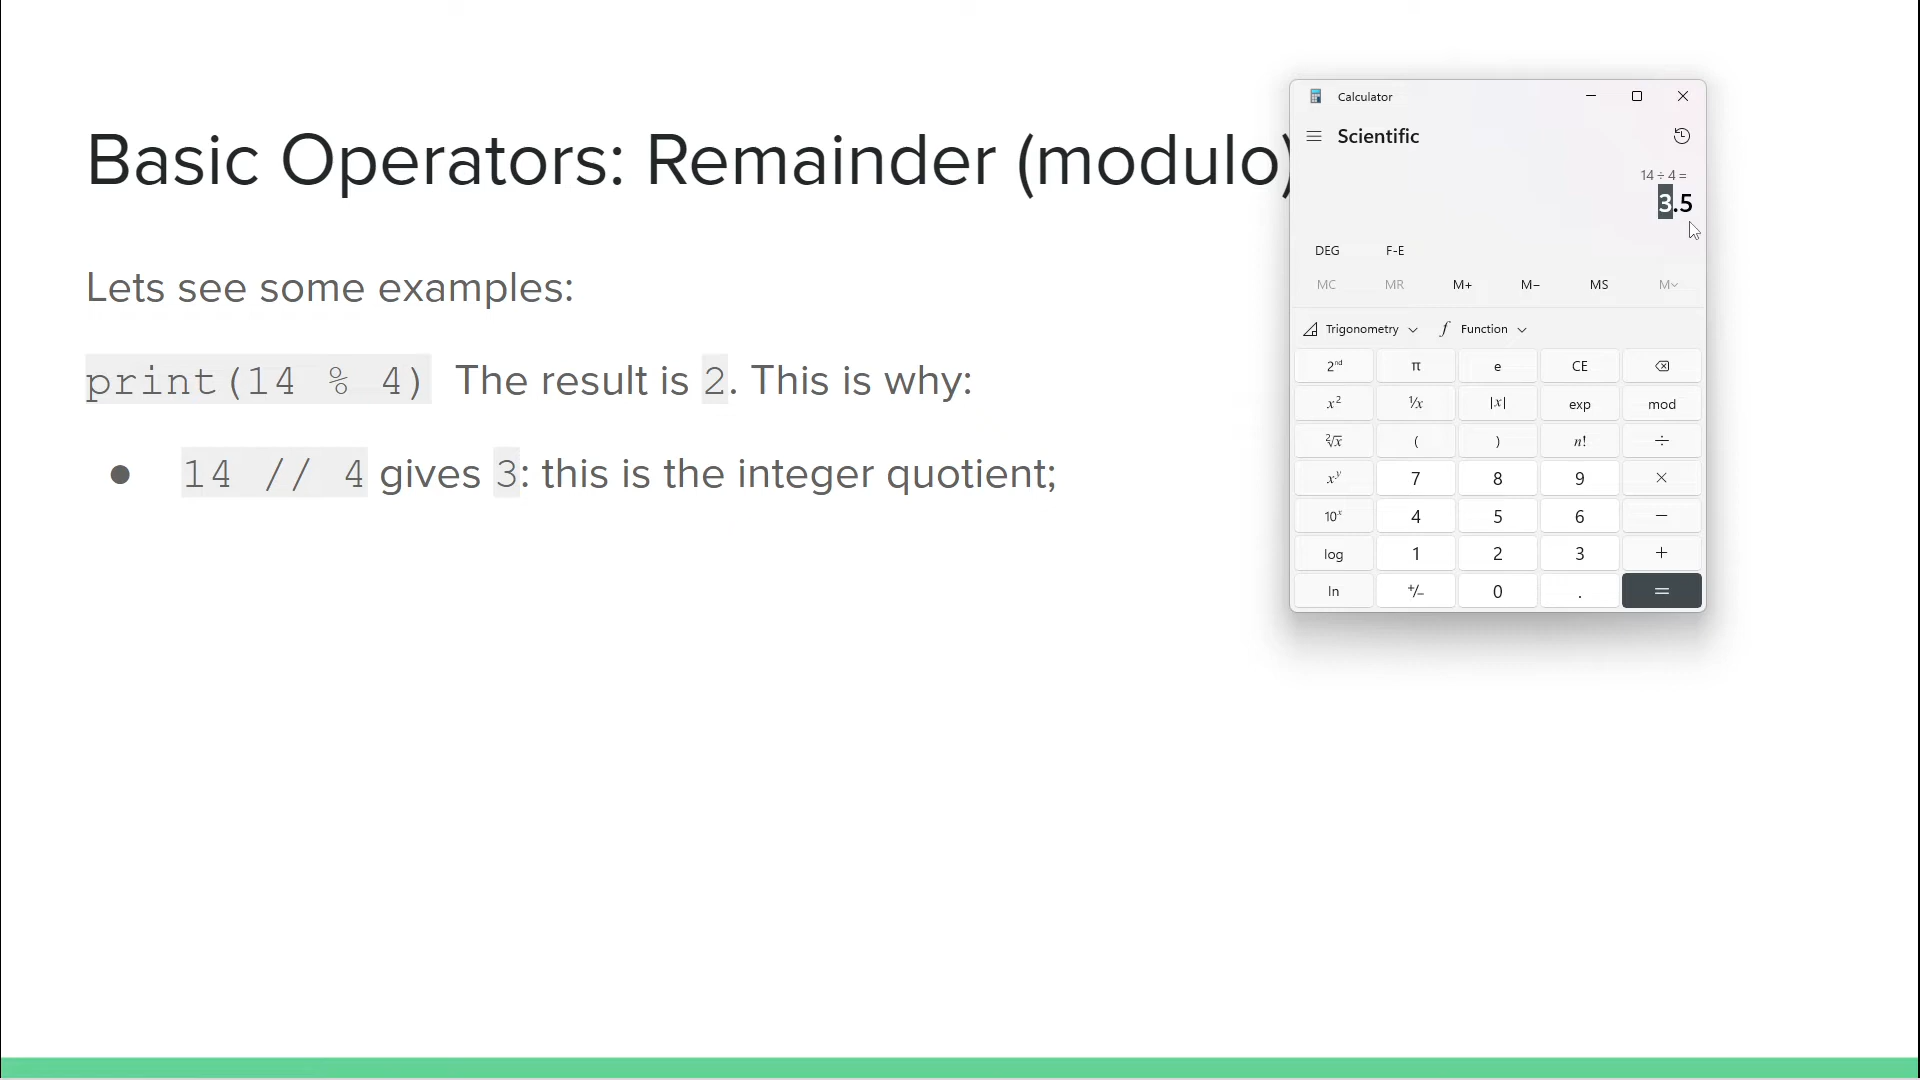 Basic Operators: Remainder (modulo)
Lets see some examples:
print(14 % 4) The result is 2. This is why:
● 14 // 4 gives 3: this is the integer quotient;
Calculator
Scientific
14 ÷ 4 =
3.5
DEG F-E
MC MR M+ M− MS M
Trigonometry f Function
2ⁿᵈ π e CE
x² ¹/x |x| exp mod
²√x ( ) n! ÷
xʸ 7 8 9 ×
10ˣ 4 5 6 −
log 1 2 3 +
ln +/− 0 . =